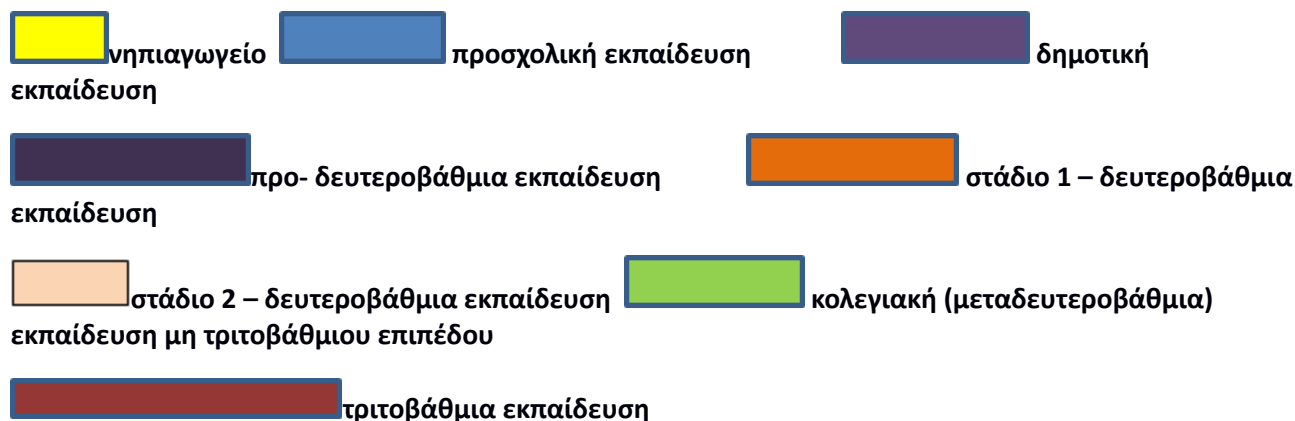 νηπιαγωγείο προσχολική εκπαίδευση δημοτική
εκπαίδευση
προ- δευτεροβάθμια εκπαίδευση στάδιο 1 – δευτεροβάθμια
εκπαίδευση
στάδιο 2 – δευτεροβάθμια εκπαίδευση κολεγιακή (μεταδευτεροβάθμια)
εκπαίδευση μη τριτοβάθμιου επιπέδου
τριτοβάθμια εκπαίδευση